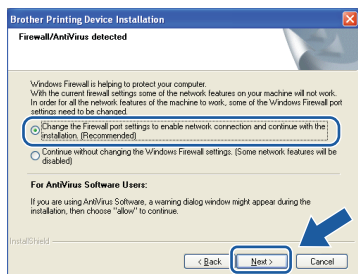 Brother Printing Device Installation
Firewall/AntiVirus detected
Windows Firewall is helping to protect your computer.
With the current firewall settings some of the network features on your machine will not work.
In order for all the network features of the machine to work, some of the Windows Firewall port
settings need to be changed.
Change the Firewall port settings to enable network connection and continue with the
installation. (Recommended)
Continue without changing the Windows Firewall settings. (Some network features will be
disabled)
For AntiVirus Software Users:
If you are using AntiVirus Software, a warning dialog window might appear during the
installation, then choose "allow" to continue.
InstallShield
< Back Next > Cancel